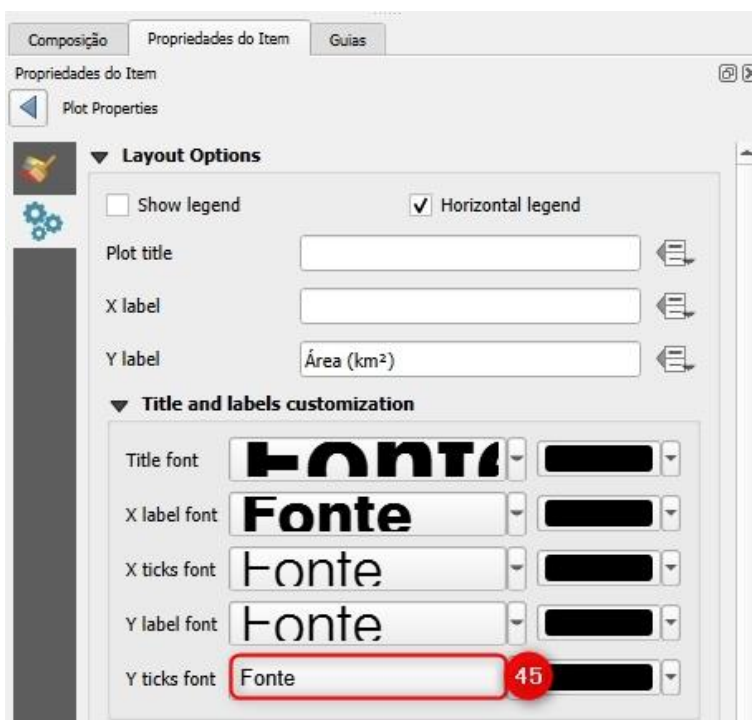 Composição Propriedades do Item Guias
Propriedades do Item
Plot Properties
Layout Options
Show legend Horizontal legend
Plot title
X label
Y label Área (km²)
Title and labels customization
Title font Fonte
X label font Fonte
X ticks font Fonte
Y label font Fonte
Y ticks font Fonte 45